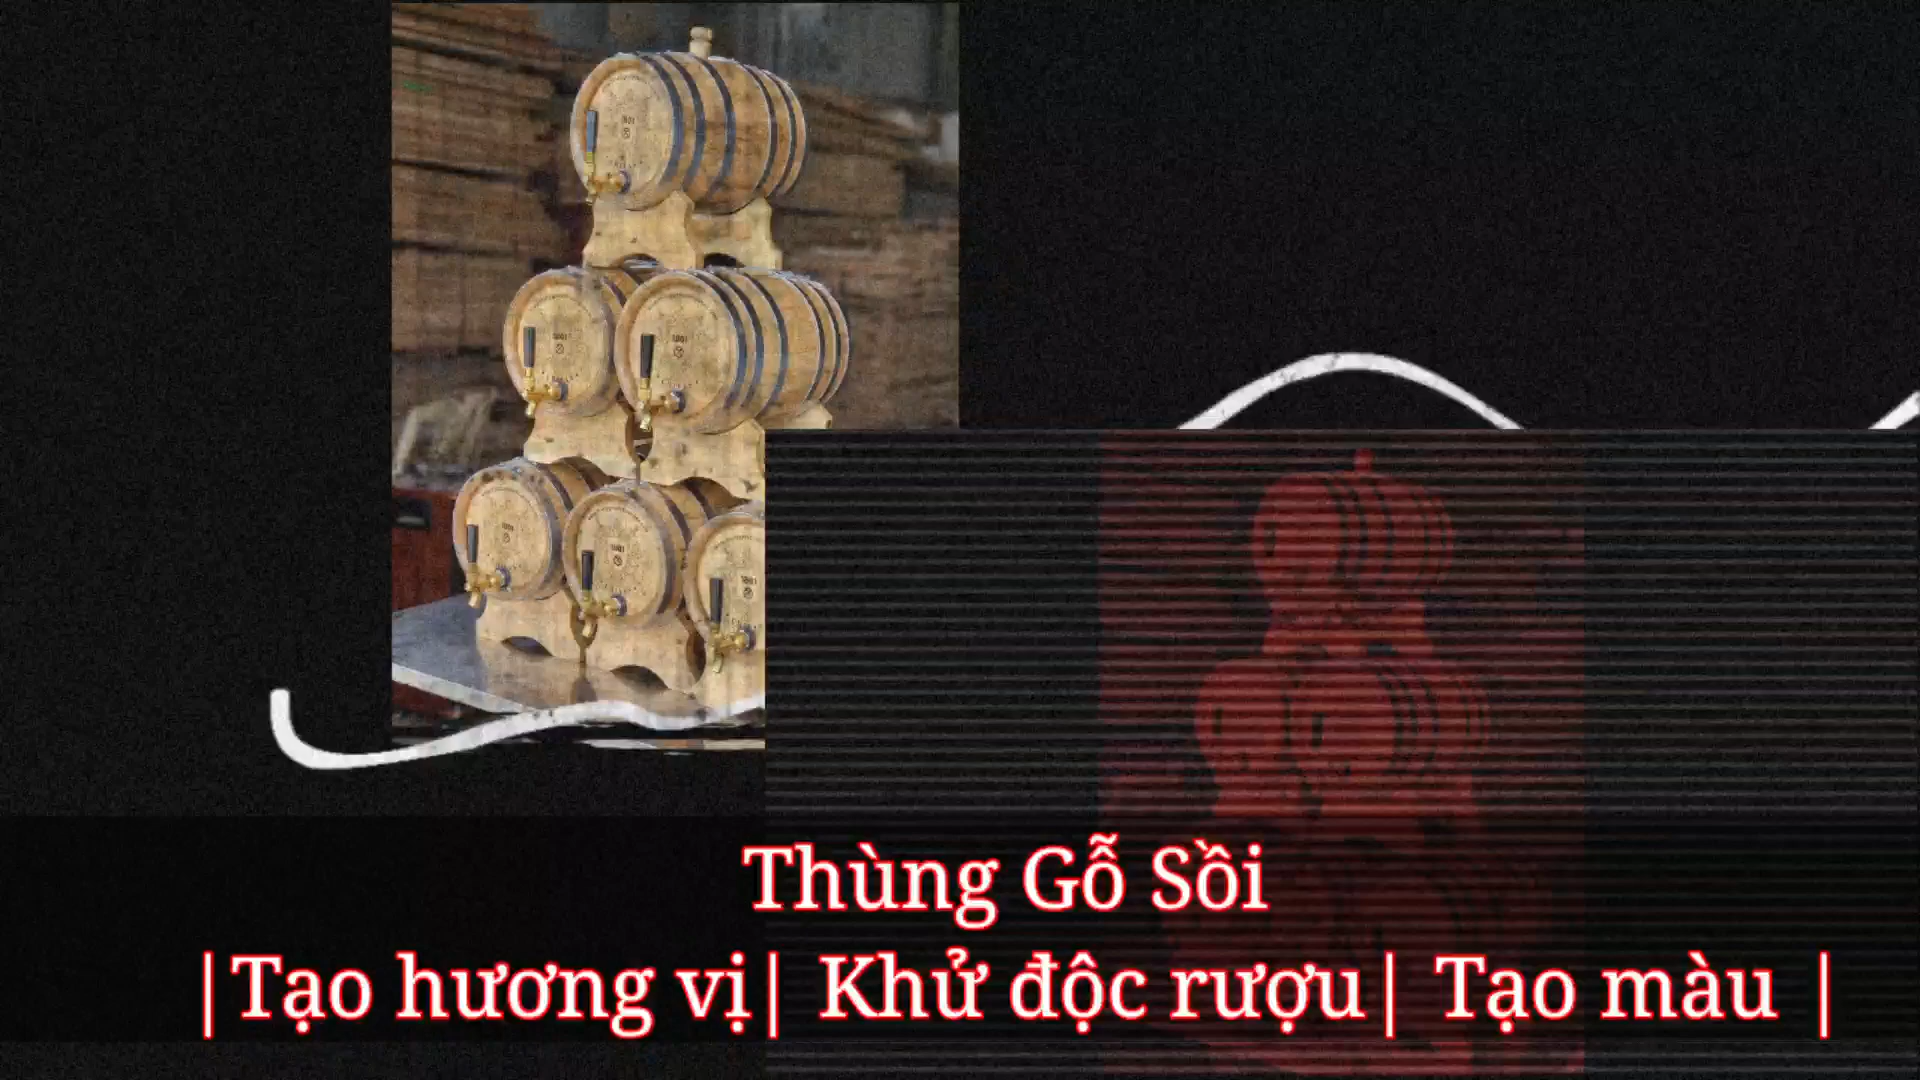 Thùng Gỗ Sồi
|Tạo hương vị| Khử độc rượu| Tạo màu |